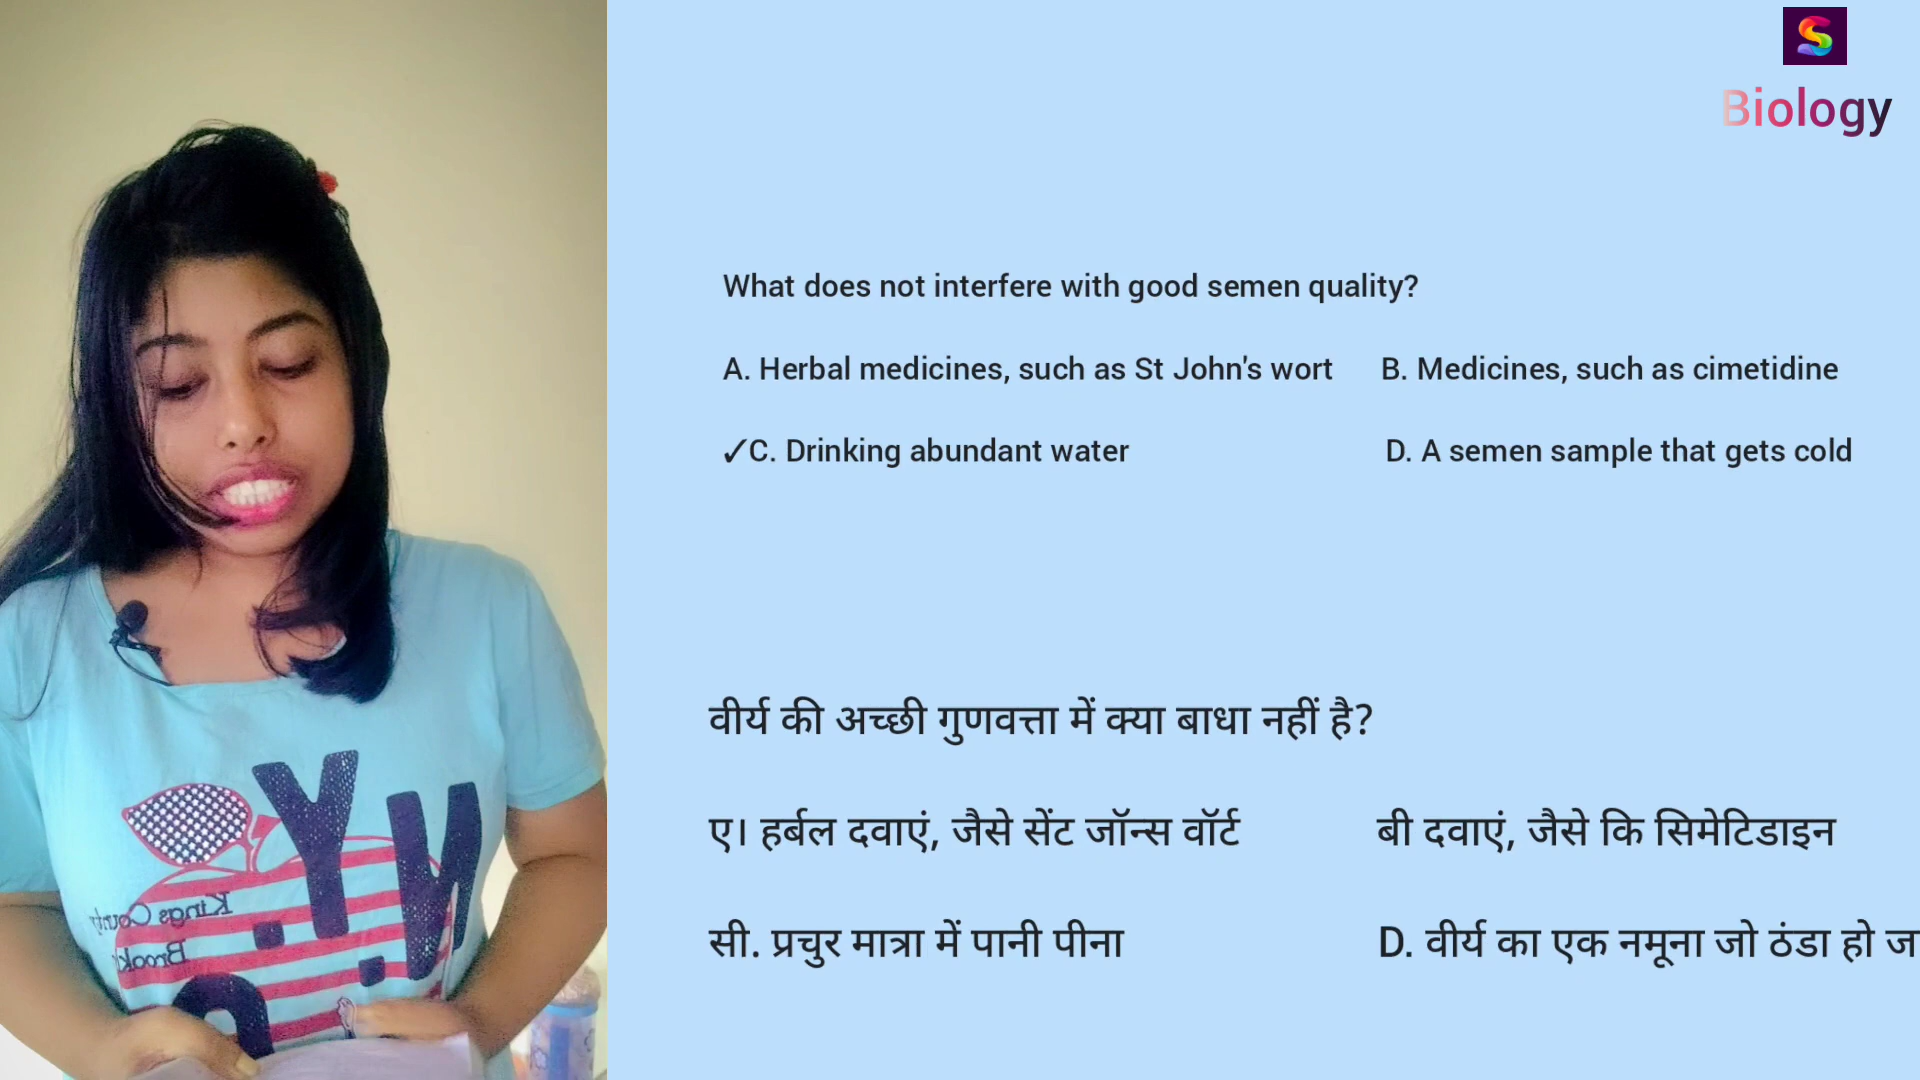 Biology
What does not interfere with good semen quality?
A. Herbal medicines, such as St John's wort B. Medicines, such as cimetidine
✓C. Drinking abundant water D. A semen sample that gets cold
वीर्य की अच्छी गुणवत्ता में क्या बाधा नहीं है?
ए। हर्बल दवाएं, जैसे सेंट जॉन्स वॉर्ट बी दवाएं, जैसे कि सिमेटिडाइन
सी. प्रचुर मात्रा में पानी पीना D. वीर्य का एक नमूना जो ठंडा हो ज
N.Y.
Kings County